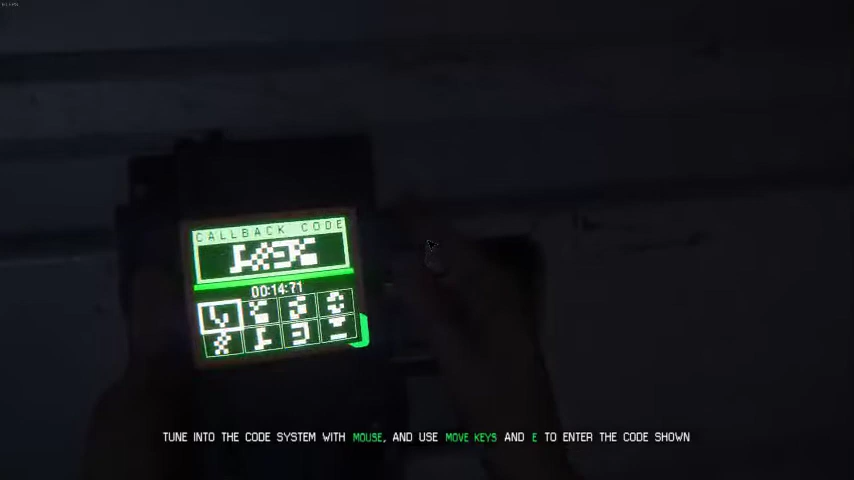 CALLBACK CODE
00:14:71
TUNE INTO THE CODE SYSTEM WITH MOUSE, AND USE MOVE KEYS AND E TO ENTER THE CODE SHOWN